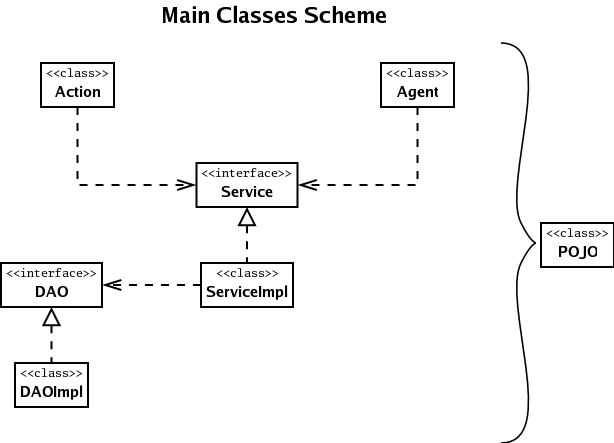 Main Classes Scheme
<<class>>
Action
<<class>>
Agent
<<interface>>
Service
<<class>>
POJO
<<interface>>
DAO
<<class>>
ServiceImpl
<<class>>
DAOImpl